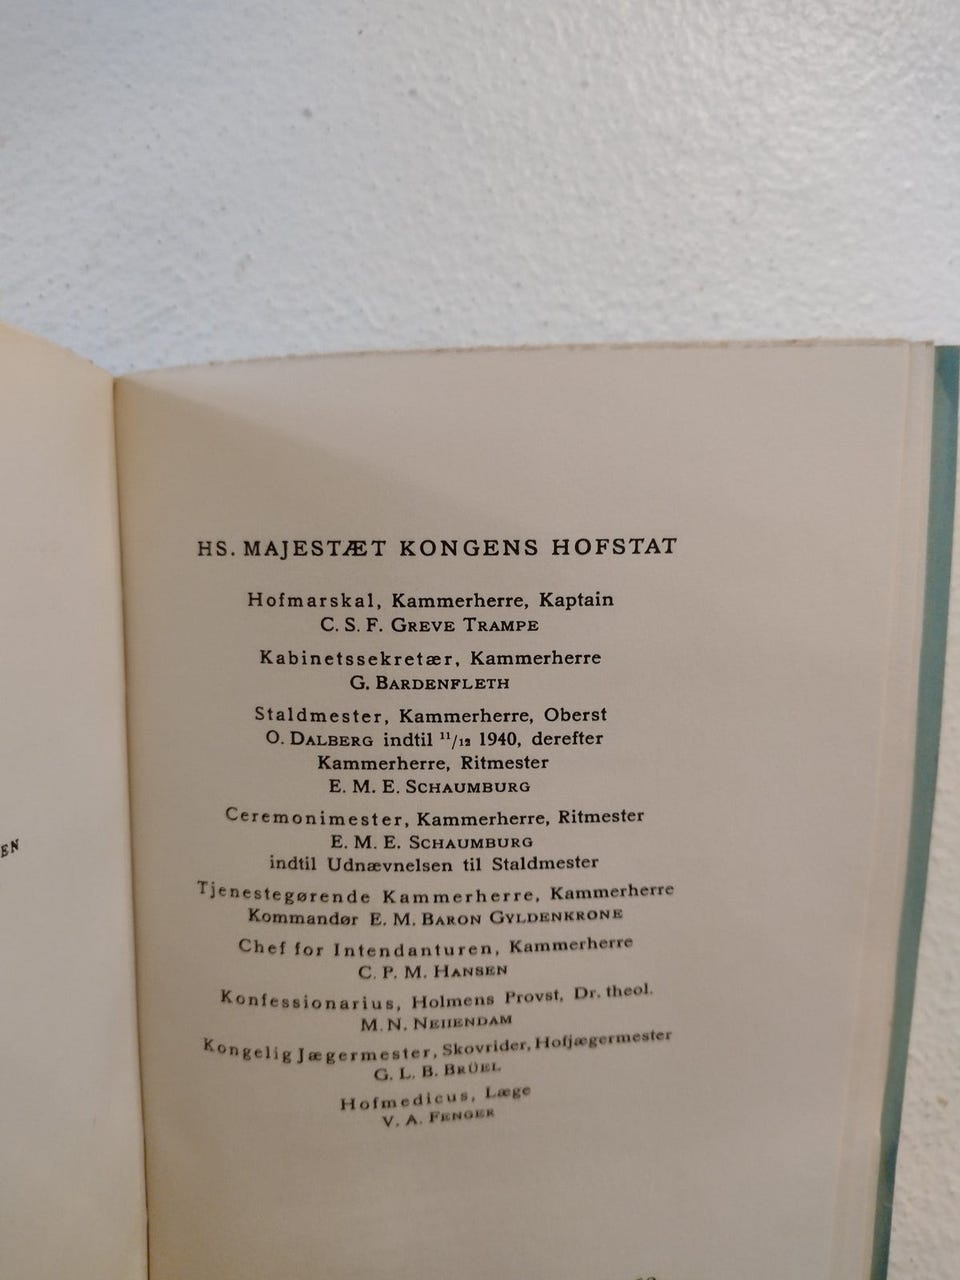 EN
HS. MAJESTÆT KONGENS HOFSTAT
Hofmarskal, Kammerherre, Kaptain
C. S. F. GREVE TRAMPE
Kabinetssekretær, Kammerherre
G. BARDENFLETH
Staldmester, Kammerherre, Oberst
O. DALBERG indtil 11/12 1940, derefter
Kammerherre, Ritmester
E. M. E. SCHAUMBURG
Ceremonimester, Kammerherre, Ritmester
E. M. E. SCHAUMBURG
indtil Udnævnelsen til Staldmester
Tjenestegørende Kammerherre, Kammerherre
Kommandør E. M. BARON GYLDENKRONE
Chef for Intendanturen, Kammerherre
C. P. M. HANSEN
Konfessionarius, Holmens Provst, Dr. theol.
M. N. NEIIENDAM
Kongelig Jægermester, Skovrider, Hofjægermester
G. L. B. BRÜEL
Hofmedicus, Læge
V. A. FENGER